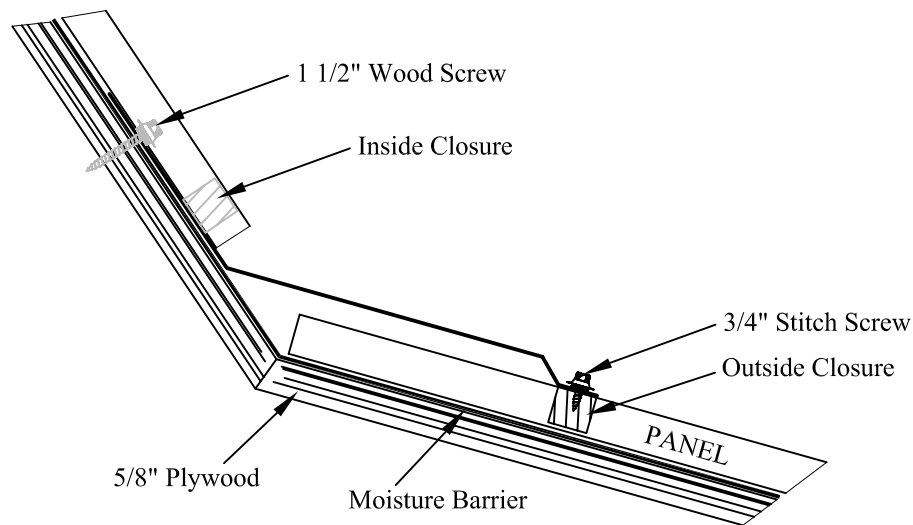 1 1/2" Wood Screw
Inside Closure
3/4" Stitch Screw
Outside Closure
PANEL
5/8" Plywood
Moisture Barrier